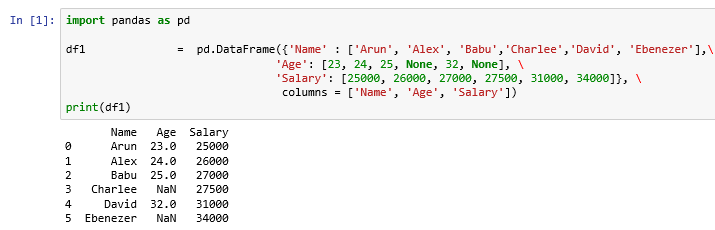 In [1]: import pandas as pd
df1 = pd.DataFrame({'Name' : ['Arun', 'Alex', 'Babu','Charlee','David', 'Ebenezer'],\
'Age': [23, 24, 25, None, 32, None], \
'Salary': [25000, 26000, 27000, 27500, 31000, 34000]}, \
columns = ['Name', 'Age', 'Salary'])
print(df1)
Name Age Salary
0 Arun 23.0 25000
1 Alex 24.0 26000
2 Babu 25.0 27000
3 Charlee NaN 27500
4 David 32.0 31000
5 Ebenezer NaN 34000